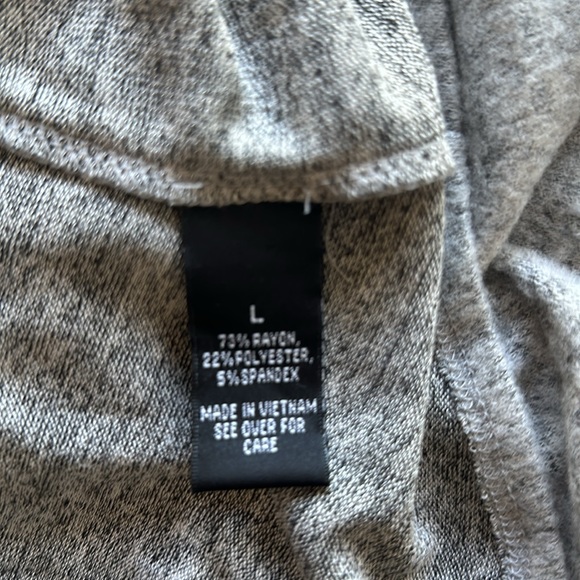 L
73% RAYON,
22% POLYESTER,
5% SPANDEX
MADE IN VIETNAM
SEE OVER FOR
CARE